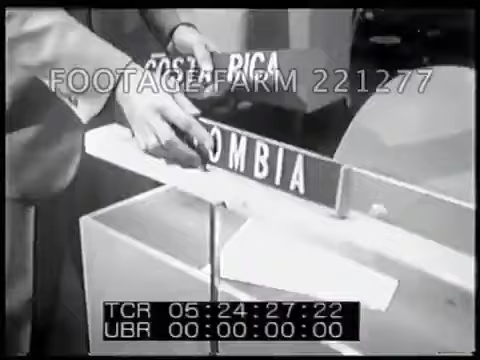 COSTA RICA
FOOTAGE FARM 221277
OMBIA
TCR 05:24:27:22
UBR 00:00:00:00